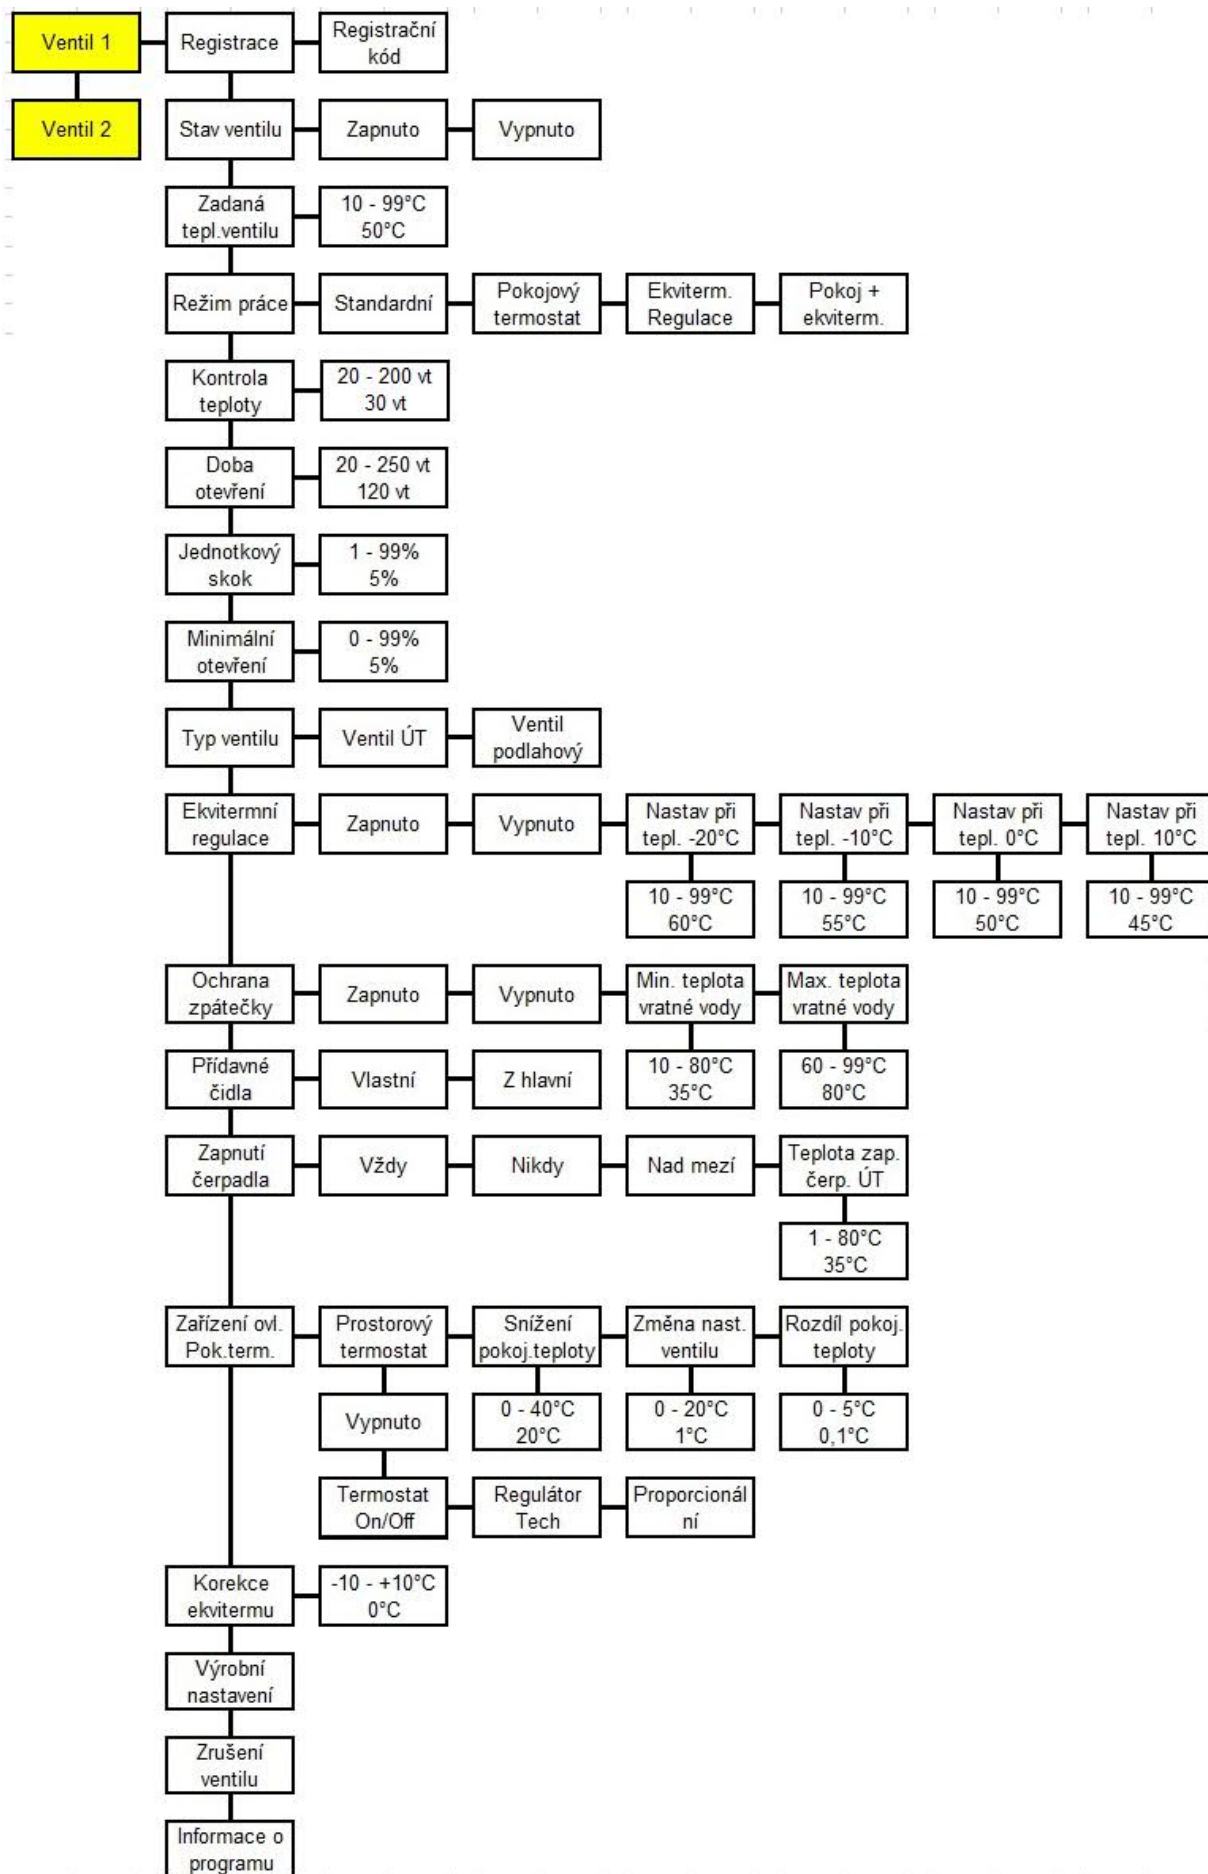 Ventil 1
Registrace
Registrační
kód
Ventil 2
Stav ventilu
Zapnuto
Vypnuto
Zadaná
tepl.ventilu
10 - 99°C
50°C
Režim práce
Standardní
Pokojový
termostat
Ekviterm.
Regulace
Pokoj +
ekviterm.
Kontrola
teploty
20 - 200 vt
30 vt
Doba
otevření
20 - 250 vt
120 vt
Jednotkový
skok
1 - 99%
5%
Minimální
otevření
0 - 99%
5%
Typ ventilu
Ventil ÚT
Ventil
podlahový
Ekvitermní
regulace
Zapnuto
Vypnuto
Nastav při
tepl. -20°C
Nastav při
tepl. -10°C
Nastav při
tepl. 0°C
Nastav při
tepl. 10°C
10 - 99°C
60°C
10 - 99°C
55°C
10 - 99°C
50°C
10 - 99°C
45°C
Ochrana
zpátečky
Zapnuto
Vypnuto
Min. teplota
vratné vody
Max. teplota
vratné vody
Přídavné
čidla
Vlastní
Z hlavní
10 - 80°C
35°C
60 - 99°C
80°C
Zapnutí
čerpadla
Vždy
Nikdy
Nad mezí
Teplota zap.
čerp. ÚT
1 - 80°C
35°C
Zařízení ovl.
Pok.term.
Prostorový
termostat
Snížení
pokoj.teploty
Změna nast.
ventilu
Rozdíl pokoj.
teploty
Vypnuto
0 - 40°C
20°C
0 - 20°C
1°C
0 - 5°C
0,1°C
Termostat
On/Off
Regulátor
Tech
Proporcionál
ní
Korekce
ekvitermu
-10 - +10°C
0°C
Výrobní
nastavení
Zrušení
ventilu
Informace o
programu